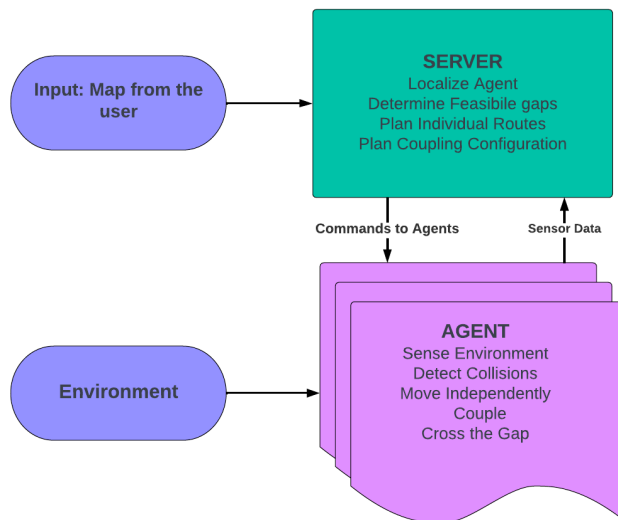 Input: Map from the
user
SERVER
Localize Agent
Determine Feasibile gaps
Plan Individual Routes
Plan Coupling Configuration
Commands to Agents
Sensor Data
Environment
AGENT
Sense Environment
Detect Collisions
Move Independently
Couple
Cross the Gap